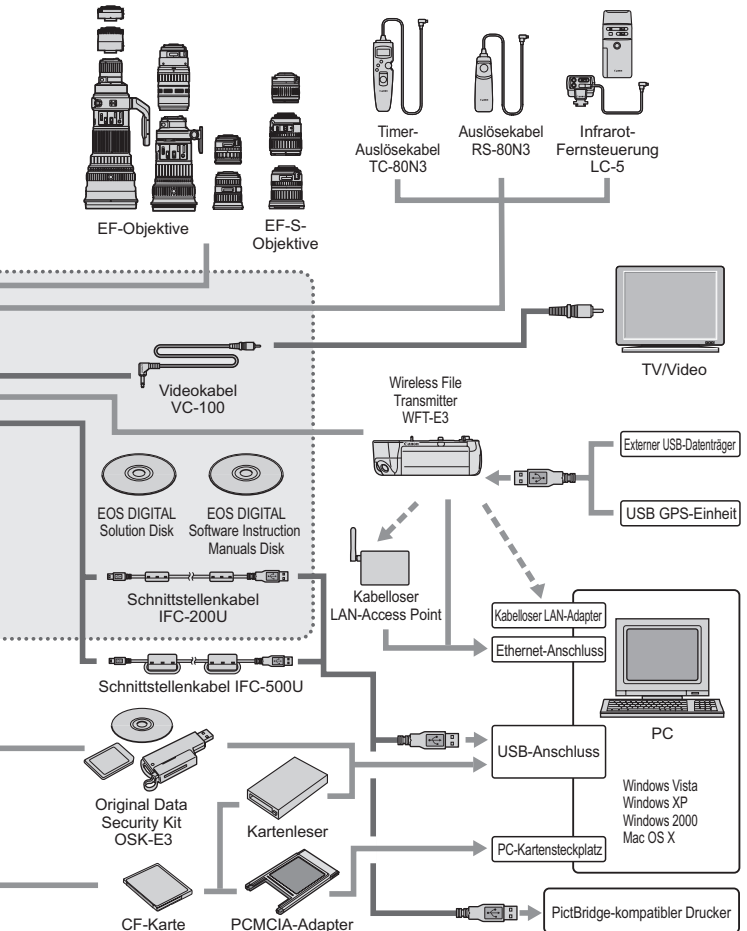 Timer-
Auslösekabel
TC-80N3
Auslösekabel
RS-80N3
Infrarot-
Fernsteuerung
LC-5
EF-Objektive
EF-S-
Objektive
TV/Video
Videokabel
VC-100
Wireless File
Transmitter
WFT-E3
Externer USB-Datenträger
USB GPS-Einheit
EOS DIGITAL
Solution Disk
EOS DIGITAL
Software Instruction
Manuals Disk
Kabelloser
LAN-Access Point
Schnittstellenkabel
IFC-200U
Kabelloser LAN-Adapter
Ethernet-Anschluss
Schnittstellenkabel IFC-500U
PC
USB-Anschluss
Windows Vista
Windows XP
Windows 2000
Mac OS X
Original Data
Security Kit
OSK-E3
Kartenleser
PC-Kartensteckplatz
CF-Karte
PCMCIA-Adapter
PictBridge-kompatibler Drucker